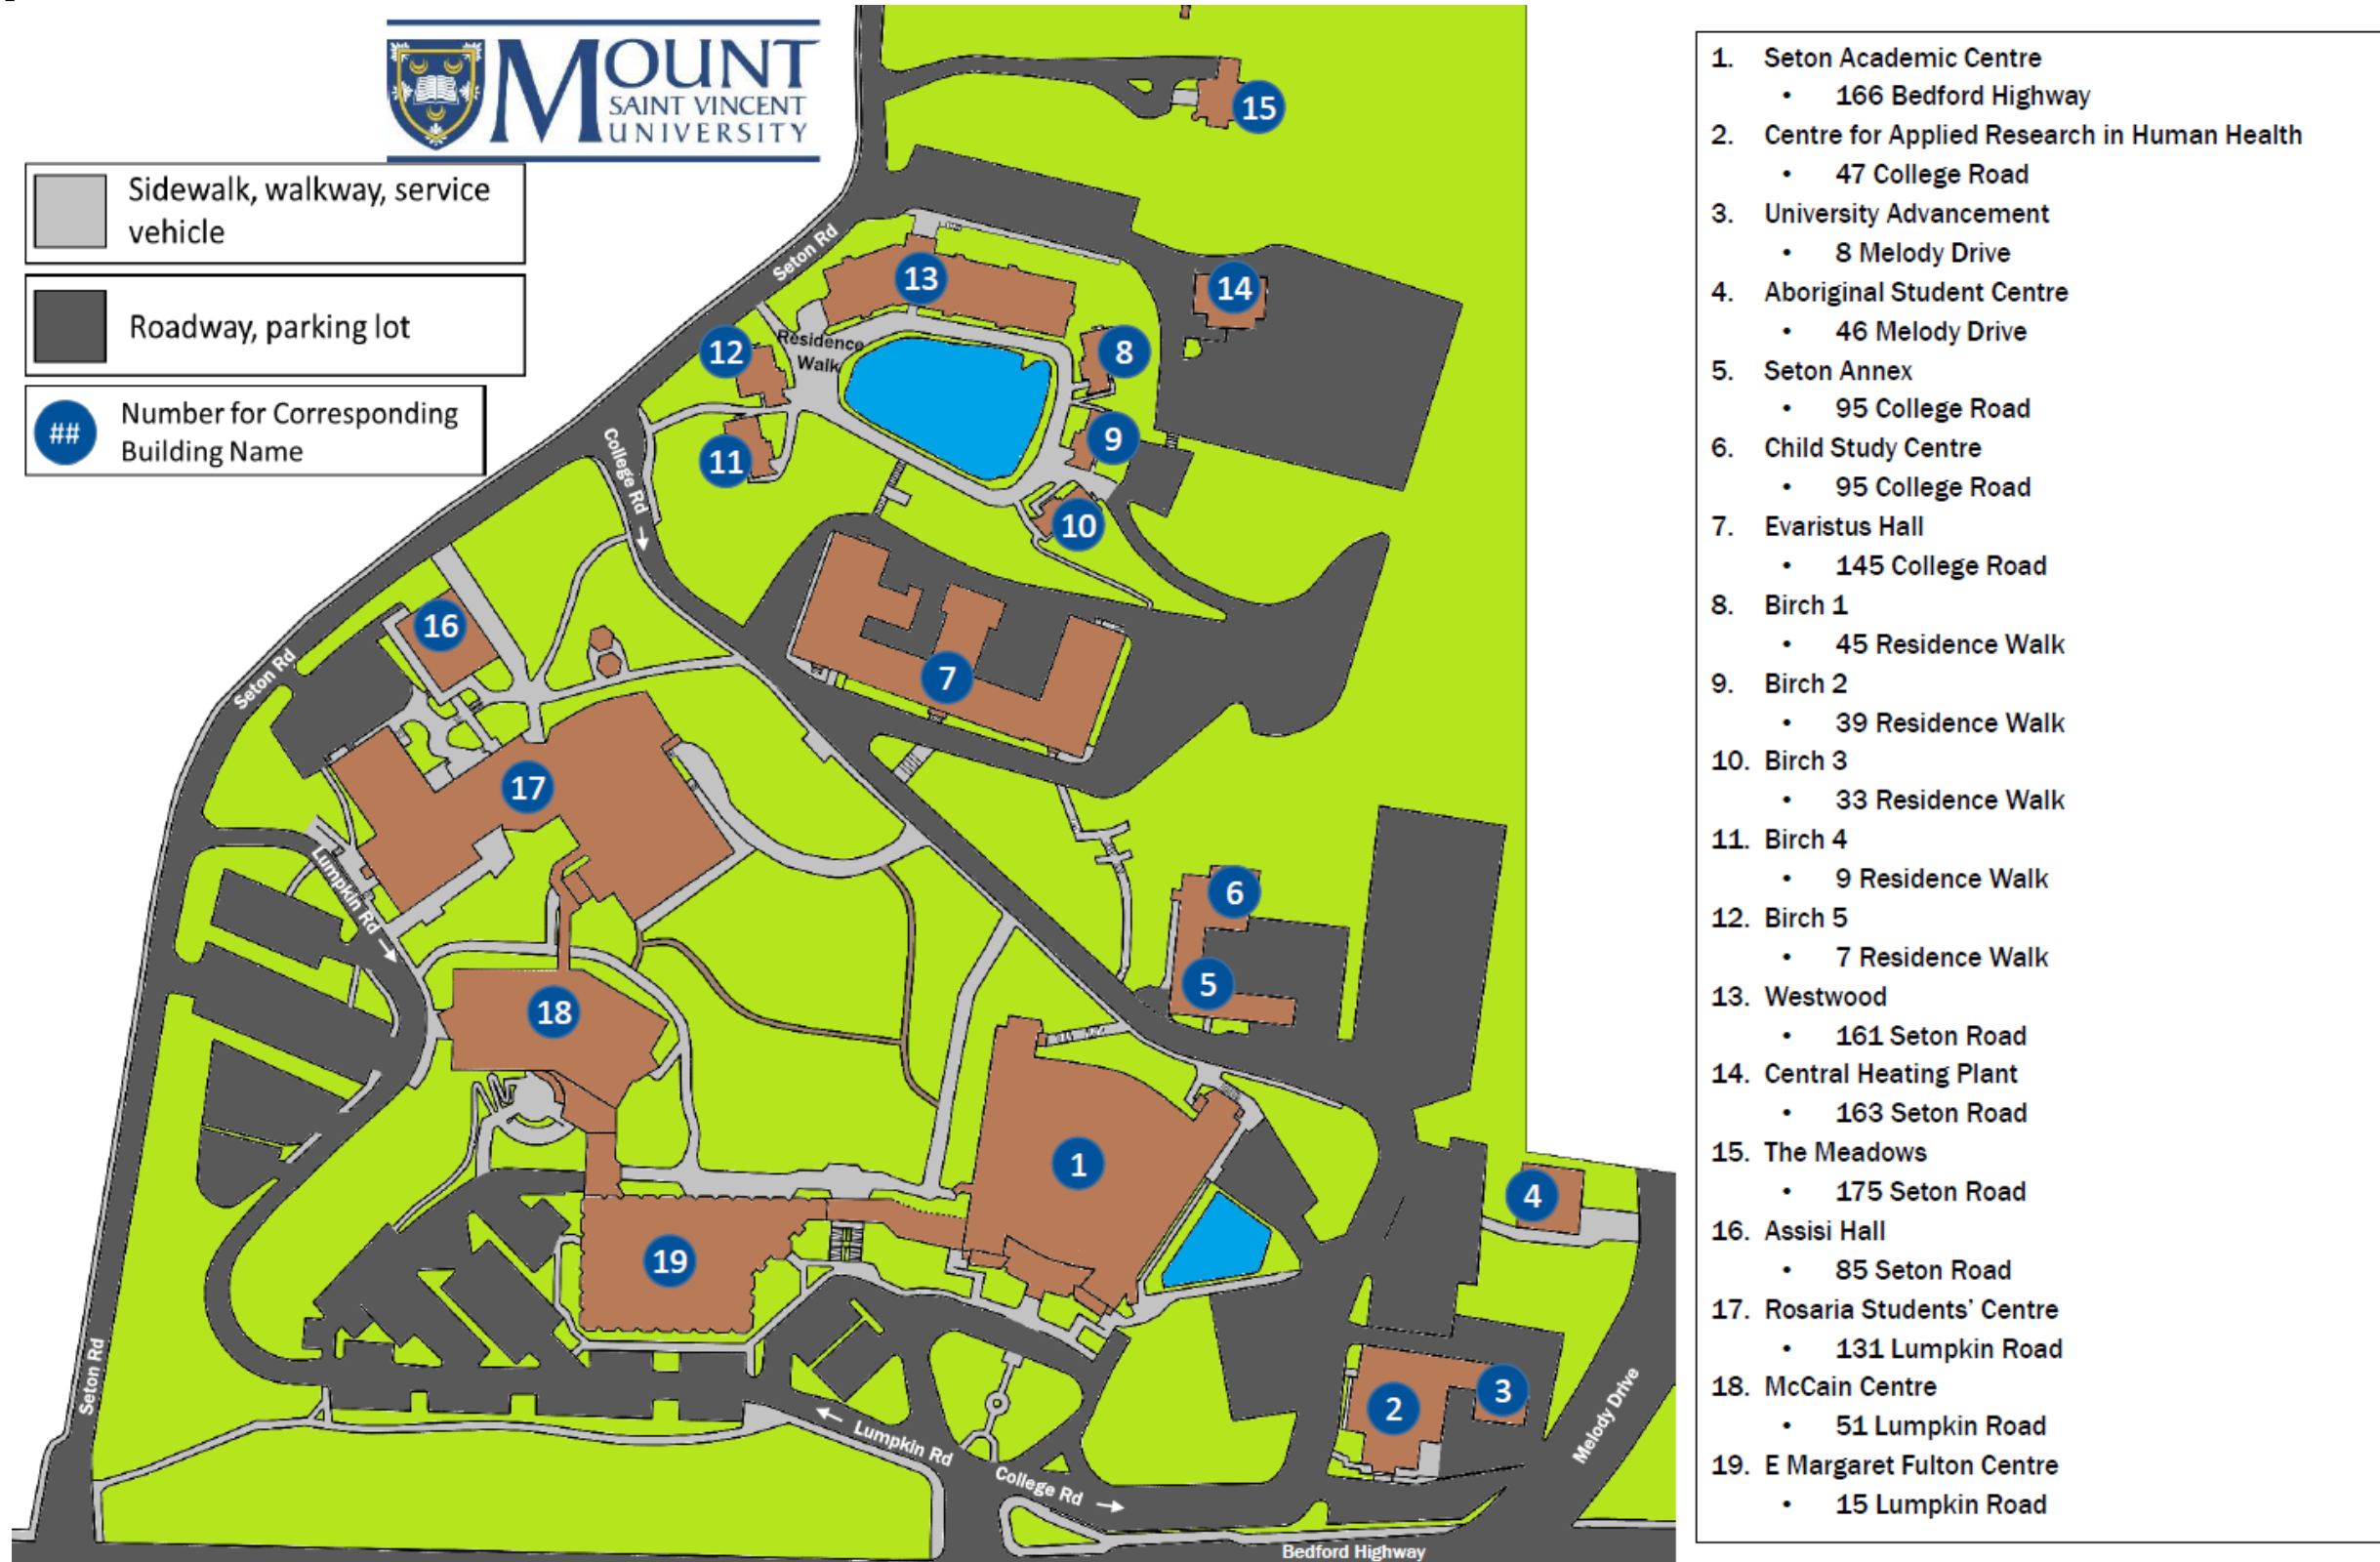 MOUNT
SAINT VINCENT
UNIVERSITY
Sidewalk, walkway, service
vehicle
Roadway, parking lot
## Number for Corresponding
Building Name
15
Seton Rd
13
14
12
Residence
Walk
8
9
11
College Rd
10
16
Seton Rd
7
17
Lumpkin Rd
6
5
18
1
4
19
Seton Rd
3
2
Melody Drive
Lumpkin Rd
College Rd
Bedford Highway
1. Seton Academic Centre
• 166 Bedford Highway
2. Centre for Applied Research in Human Health
• 47 College Road
3. University Advancement
• 8 Melody Drive
4. Aboriginal Student Centre
• 46 Melody Drive
5. Seton Annex
• 95 College Road
6. Child Study Centre
• 95 College Road
7. Evaristus Hall
• 145 College Road
8. Birch 1
• 45 Residence Walk
9. Birch 2
• 39 Residence Walk
10. Birch 3
• 33 Residence Walk
11. Birch 4
• 9 Residence Walk
12. Birch 5
• 7 Residence Walk
13. Westwood
• 161 Seton Road
14. Central Heating Plant
• 163 Seton Road
15. The Meadows
• 175 Seton Road
16. Assisi Hall
• 85 Seton Road
17. Rosaria Students' Centre
• 131 Lumpkin Road
18. McCain Centre
• 51 Lumpkin Road
19. E Margaret Fulton Centre
• 15 Lumpkin Road